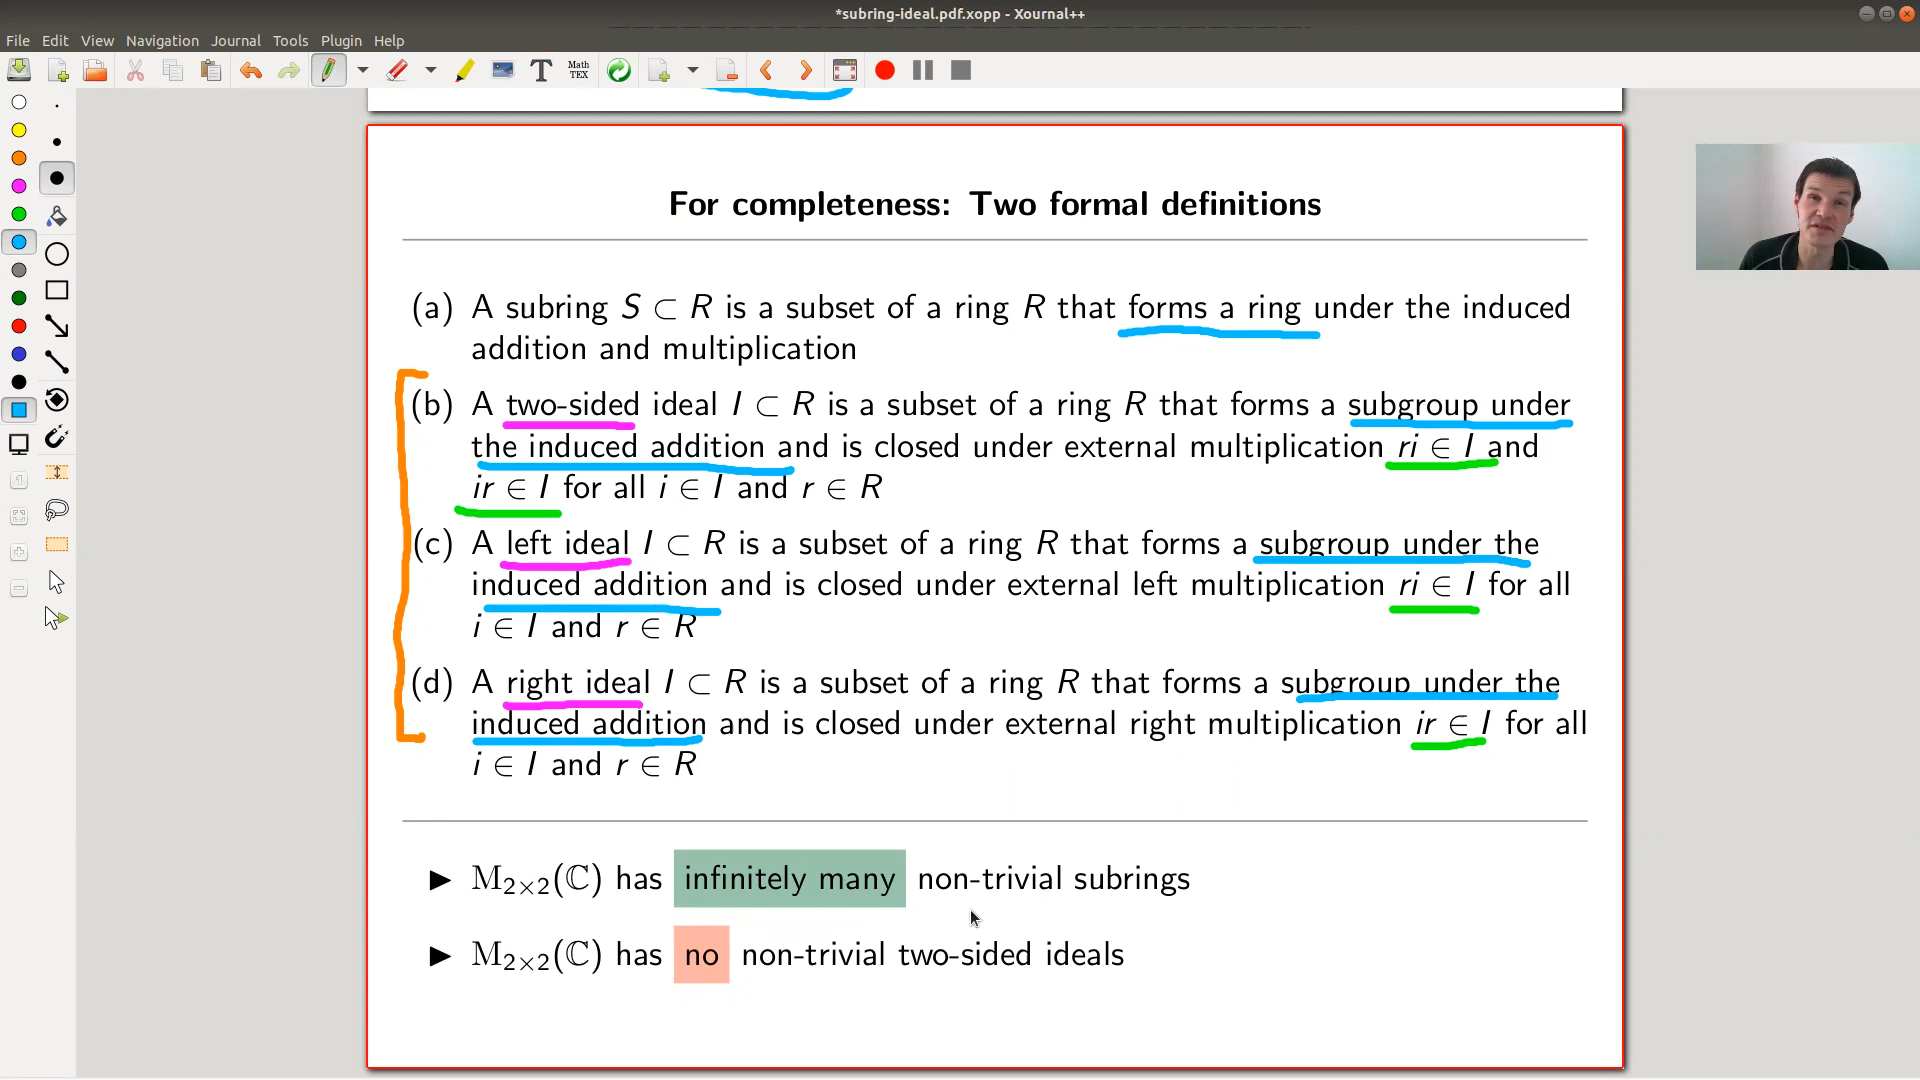 *subring-ideal.pdf.xopp - Xournal++
File Edit View Navigation Journal Tools Plugin Help
T Math TEX
For completeness: Two formal definitions
(a) A subring S ⊂ R is a subset of a ring R that forms a ring under the induced
addition and multiplication
(b) A two-sided ideal I ⊂ R is a subset of a ring R that forms a subgroup under
the induced addition and is closed under external multiplication ri ∈ I and
ir ∈ I for all i ∈ I and r ∈ R
(c) A left ideal I ⊂ R is a subset of a ring R that forms a subgroup under the
induced addition and is closed under external left multiplication ri ∈ I for all
i ∈ I and r ∈ R
(d) A right ideal I ⊂ R is a subset of a ring R that forms a subgroup under the
induced addition and is closed under external right multiplication ir ∈ I for all
i ∈ I and r ∈ R
▶ M₂ₓ₂(ℂ) has infinitely many non-trivial subrings
▶ M₂ₓ₂(ℂ) has no non-trivial two-sided ideals